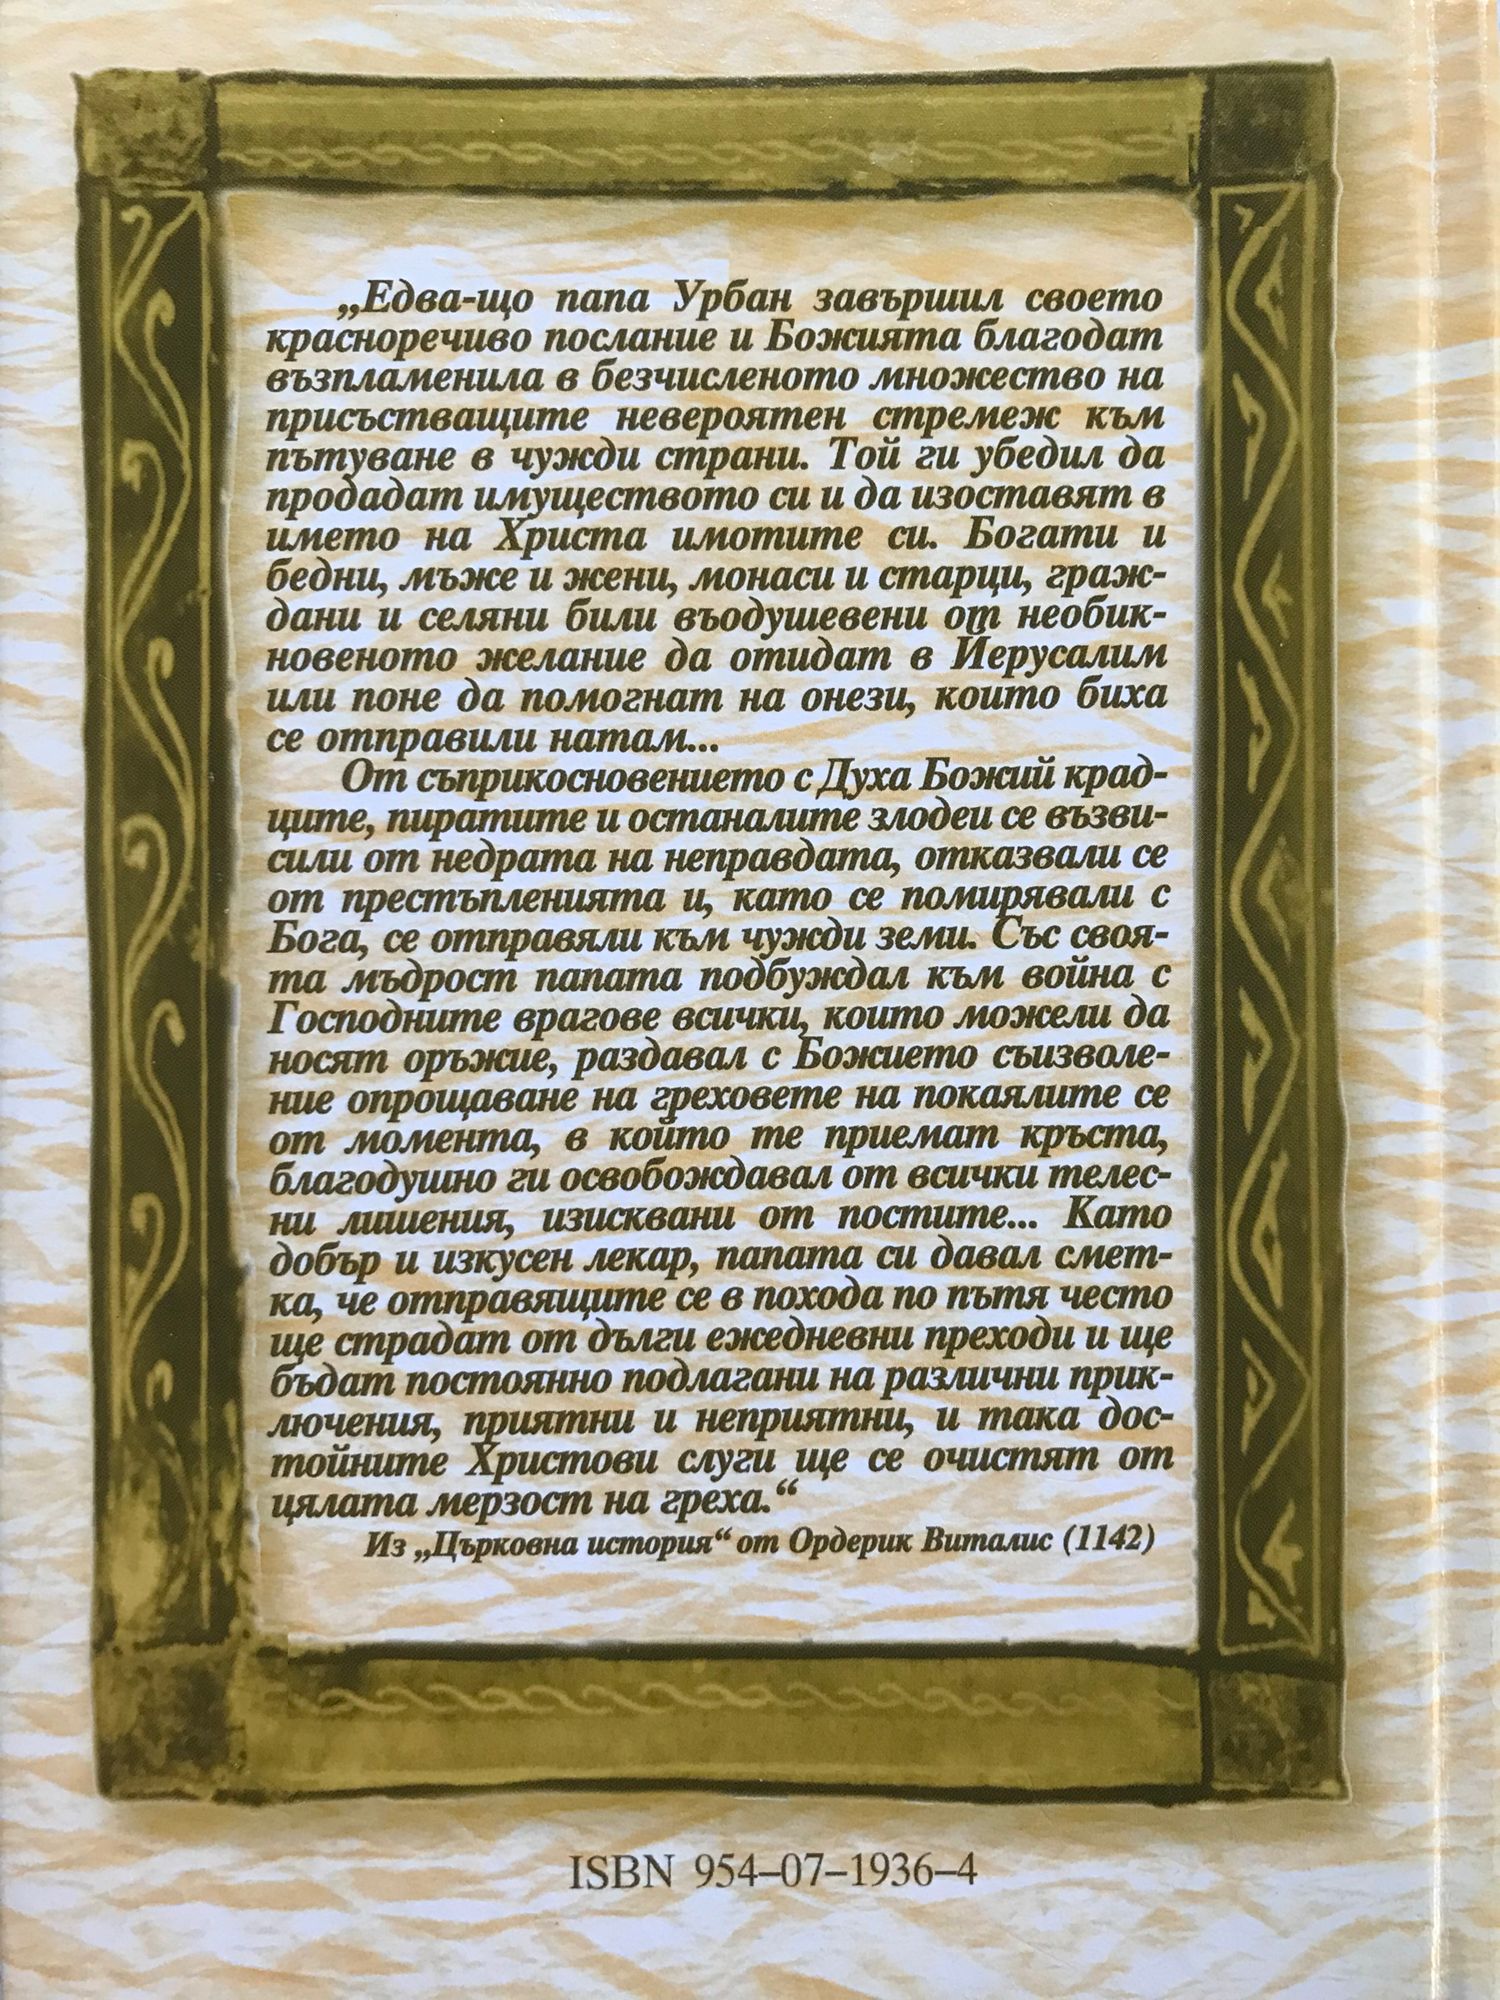 „Едва-що папа Урбан завършил своето
красноречиво послание и Божията благодат
възпламенила в безчисленото множество на
присъстващите невероятен стремеж към
пътуване в чужди страни. Той ги убедил да
продадат имуществото си и да изоставят в
името на Христа имотите си. Богати и
бедни, мъже и жени, монаси и старци, граж-
дани и селяни били въодушевени от необик-
новеното желание да отидат в Йерусалим
или поне да помогнат на онези, които биха
се отправили натам...
От съприкосновението с Духа Божий крад-
ците, пиратите и останалите злодеи се възви-
сили от недрата на неправдата, отказвали се
от престъпленията и, като се помирявали с
Бога, се отправяли към чужди земи. Със своя-
та мъдрост папата подбуждал към война с
Господните врагове всички, които можели да
носят оръжие, раздавал с Божието съизволе-
ние опрощаване на греховете на покаялите се
от момента, в който те приемат кръста,
благодушно ги освобождавал от всички телес-
ни лишения, изисквани от постите... Като
добър и изкусен лекар, папата си давал смет-
ка, че отправящите се в похода по пътя често
ще страдат от дълги ежедневни преходи и ще
бъдат постоянно подлагани на различни прик-
лючения, приятни и неприятни, и така дос-
тойните Христови слуги ще се очистят от
цялата мерзост на греха.“
Из „Църковна история“ от Ордерик Виталис (1142)
ISBN 954–07–1936–4